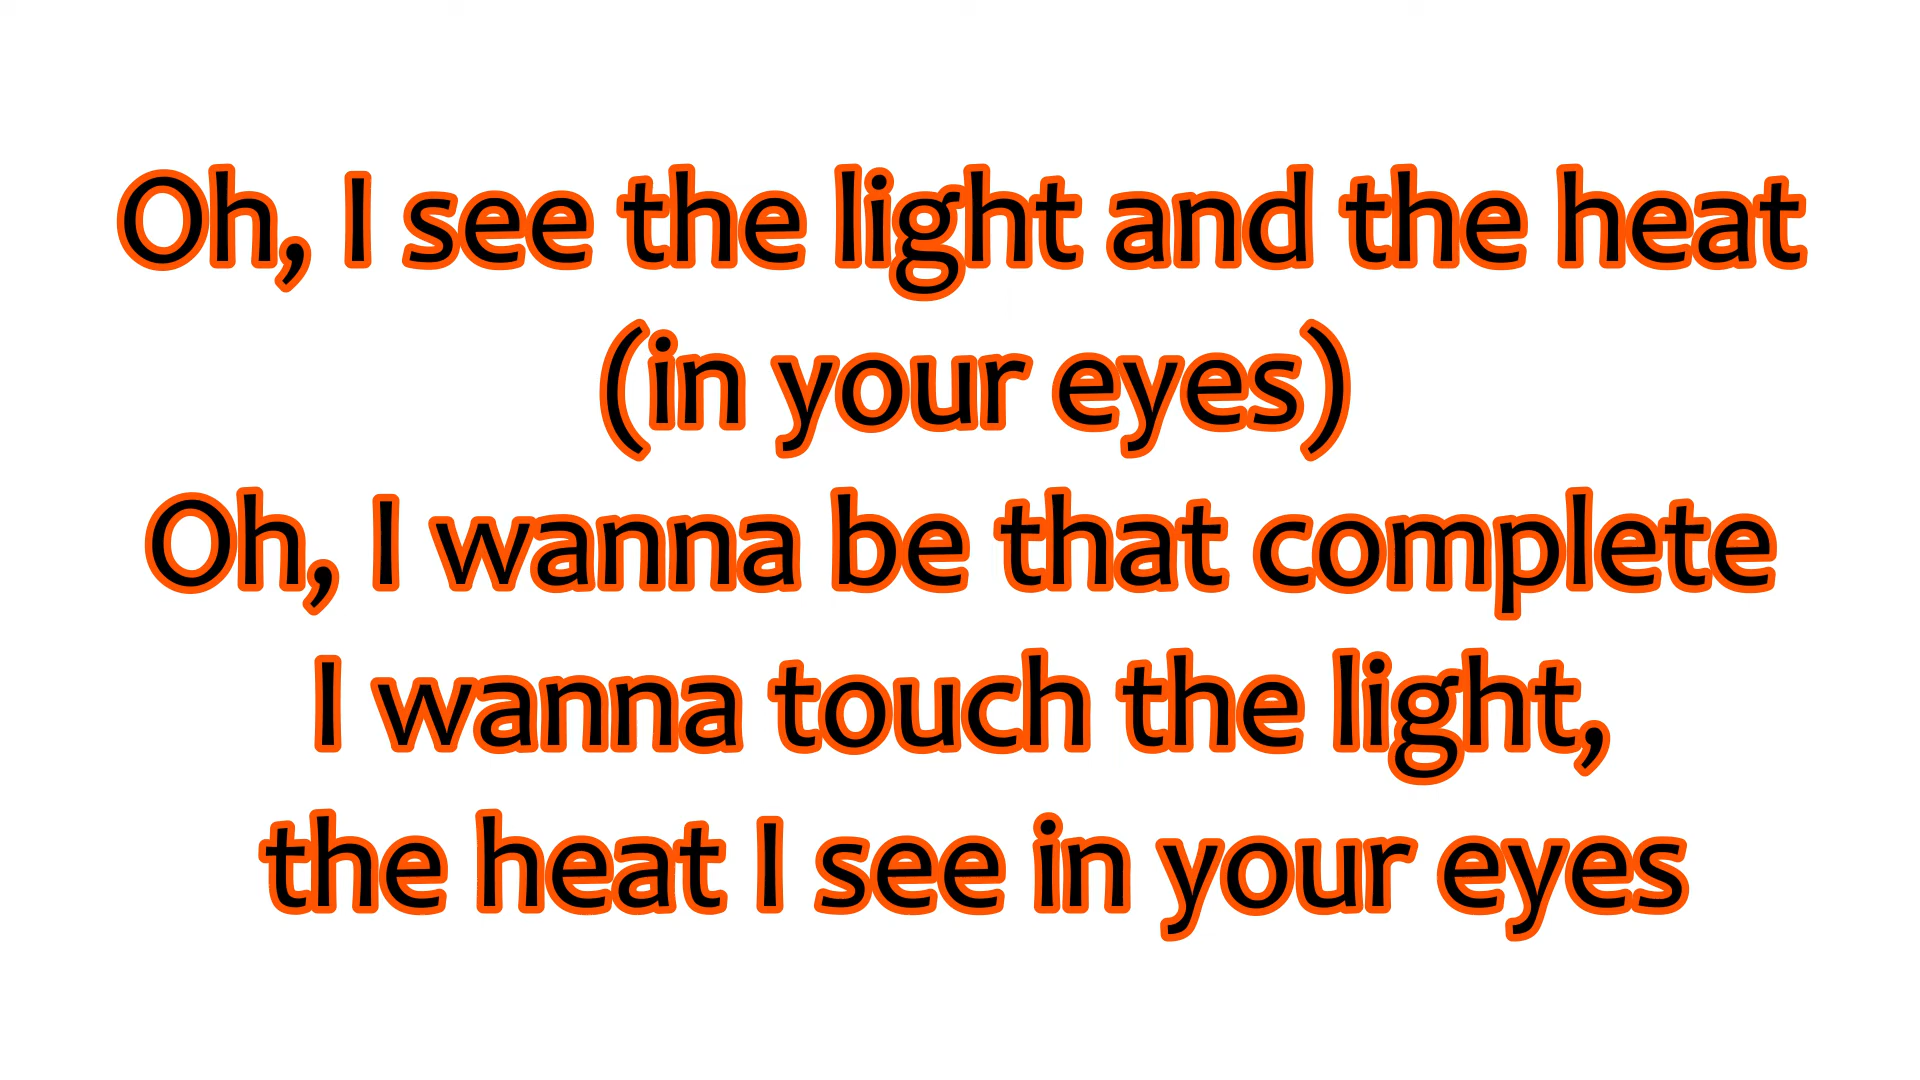 Oh, I see the light and the heat
(in your eyes)
Oh, I wanna be that complete
I wanna touch the light,
the heat I see in your eyes